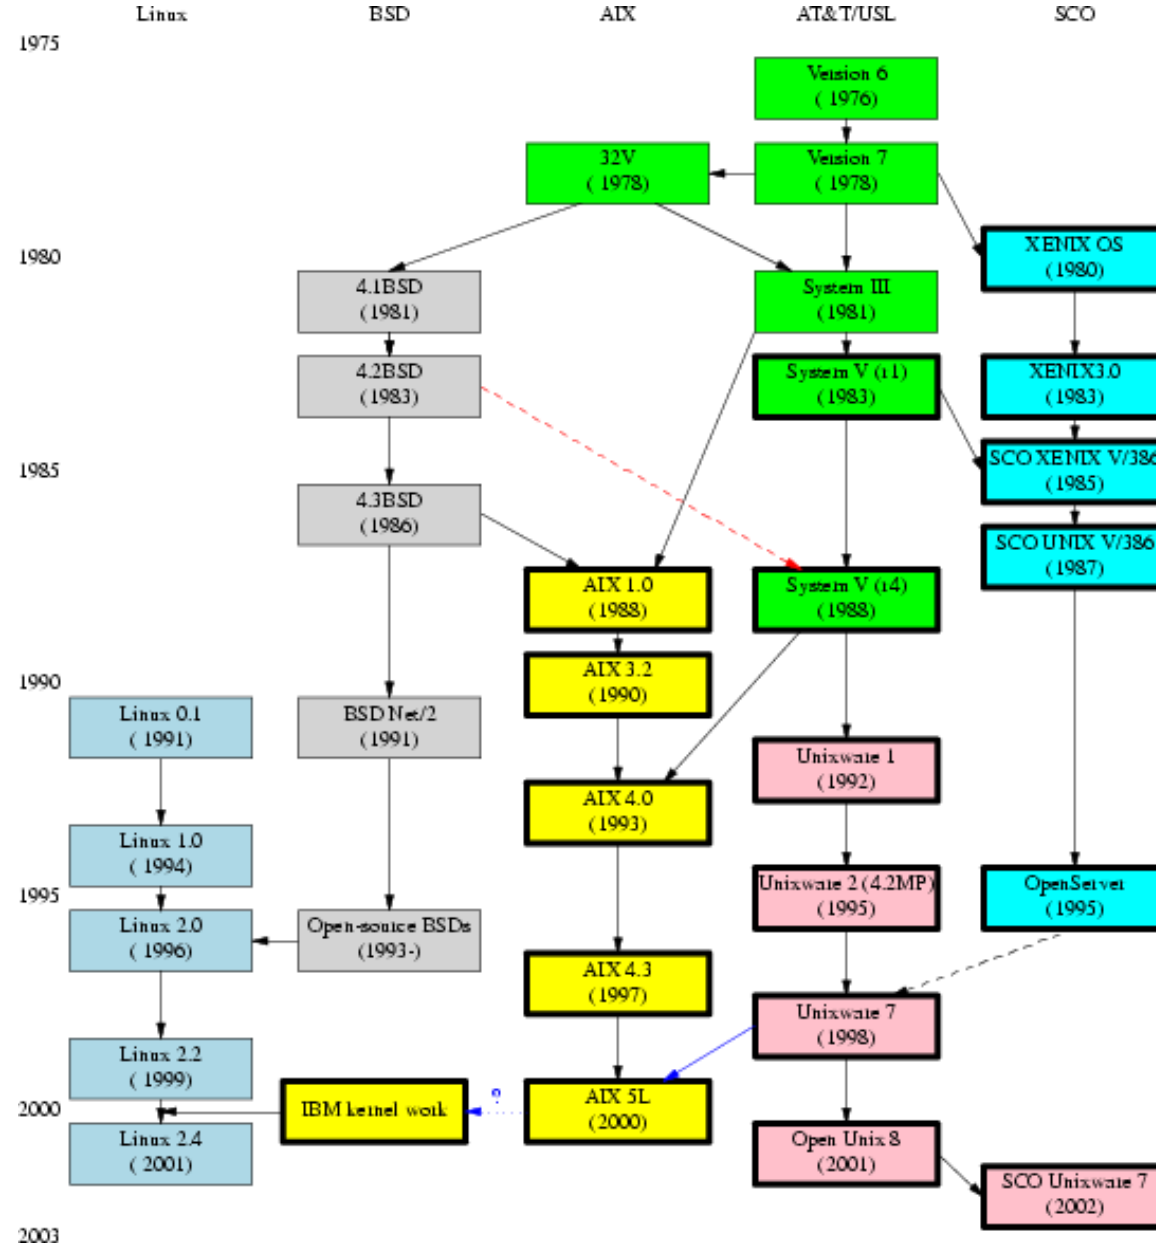 Linux BSD AIX AT&T/USL SCO
1975
Version 6
( 1976)
32V
( 1978)
Version 7
( 1978)
XENIX OS
(1980)
1980
4.1BSD
(1981)
System III
(1981)
4.2BSD
(1983)
System V (r1)
(1983)
XENIX3.0
(1983)
SCO XENIX V/386
(1985)
1985
4.3BSD
(1986)
SCO UNIX V/386
(1987)
AIX 1.0
(1988)
System V (r4)
(1988)
AIX 3.2
(1990)
1990
Linux 0.1
( 1991)
BSD Net/2
(1991)
Unixware 1
(1992)
AIX 4.0
(1993)
Linux 1.0
( 1994)
Unixware 2 (4.2MP)
(1995)
OpenServer
(1995)
1995
Linux 2.0
( 1996)
Open-source BSDs
(1993-)
AIX 4.3
(1997)
Unixware 7
(1998)
Linux 2.2
( 1999)
IBM kernel work
?
AIX 5L
(2000)
2000
Linux 2.4
( 2001)
Open Unix 8
(2001)
SCO Unixware 7
(2002)
2003